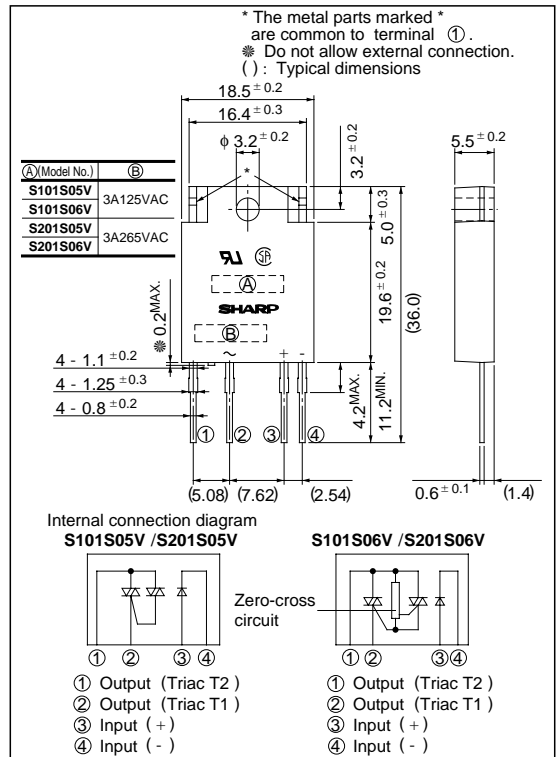 * The metal parts marked *
are common to terminal ①.
❋ Do not allow external connection.
( ) : Typical dimensions
18.5 ± 0.2
16.4 ± 0.3
φ 3.2 ± 0.2
3.2 ± 0.2
5.5 ± 0.2
Ⓐ(Model No.) Ⓑ
S101S05V
S101S06V
3A125VAC
S201S05V
S201S06V
3A265VAC
*
5.0 ± 0.3
19.6 ± 0.2
(36.0)
Ⓐ
SHARP
Ⓑ
❋ 0.2MAX.
~ + -
4 - 1.1 ± 0.2
4 - 1.25 ± 0.3
4 - 0.8 ± 0.2
4.2MAX.
11.2MIN.
① ② ③ ④
(5.08) (7.62) (2.54)
0.6 ± 0.1 (1.4)
Internal connection diagram
S101S05V /S201S05V
S101S06V /S201S06V
Zero-cross
circuit
① ② ③ ④
① ② ③ ④
① Output (Triac T2 )
② Output (Triac T1 )
③ Input ( + )
④ Input ( - )
① Output (Triac T2 )
② Output (Triac T1 )
③ Input ( + )
④ Input ( - )